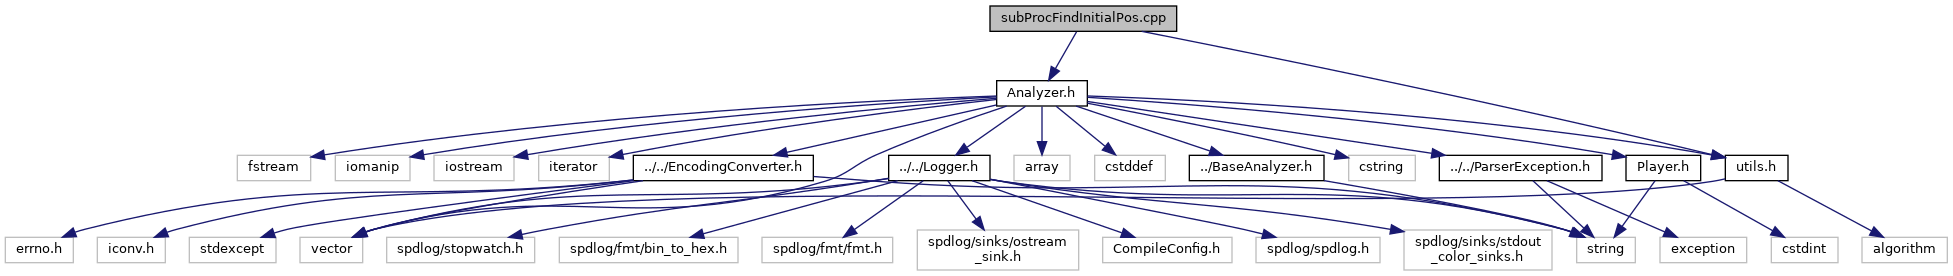 subProcFindInitialPos.cpp
Analyzer.h
fstream
iomanip
iostream
iterator
../../EncodingConverter.h
../../Logger.h
array
cstddef
../BaseAnalyzer.h
cstring
../../ParserException.h
Player.h
utils.h
errno.h
iconv.h
stdexcept
vector
spdlog/stopwatch.h
spdlog/fmt/bin_to_hex.h
spdlog/fmt/fmt.h
spdlog/sinks/ostream
_sink.h
CompileConfig.h
spdlog/spdlog.h
spdlog/sinks/stdout
_color_sinks.h
string
exception
cstdint
algorithm